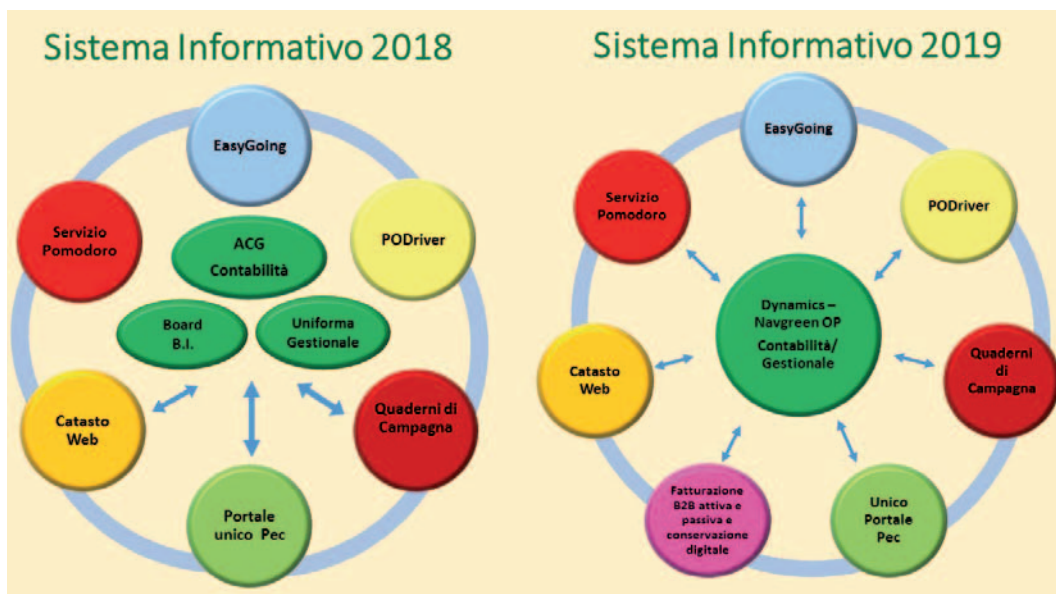 Sistema Informativo 2018
EasyGoing
Servizio
Pomodoro
PODriver
ACG
Contabilità
Board
B.I.
Uniforma
Gestionale
Catasto
Web
Quaderni di
Campagna
Portale
unico Pec
Sistema Informativo 2019
EasyGoing
Servizio
Pomodoro
PODriver
Dynamics –
Navgreen OP
Contabilità/
Gestionale
Catasto
Web
Quaderni
di
Campagna
Fatturazione
B2B attiva e
passiva e
conservazione
digitale
Unico
Portale
Pec